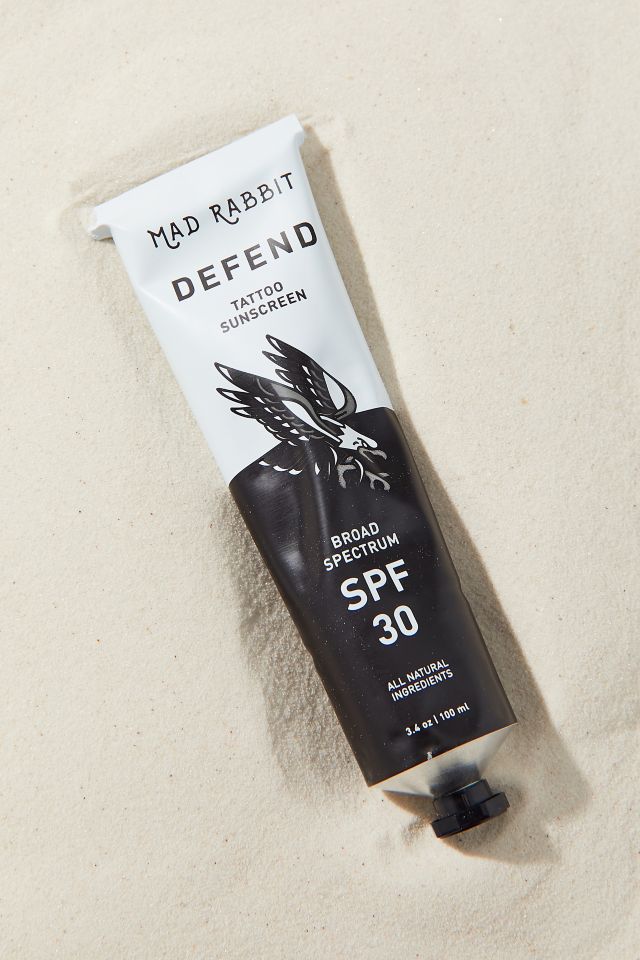 MAD RABBIT
DEFEND
TATTOO
SUNSCREEN
BROAD
SPECTRUM
SPF
30
ALL NATURAL
INGREDIENTS
3.4 oz | 100 ml